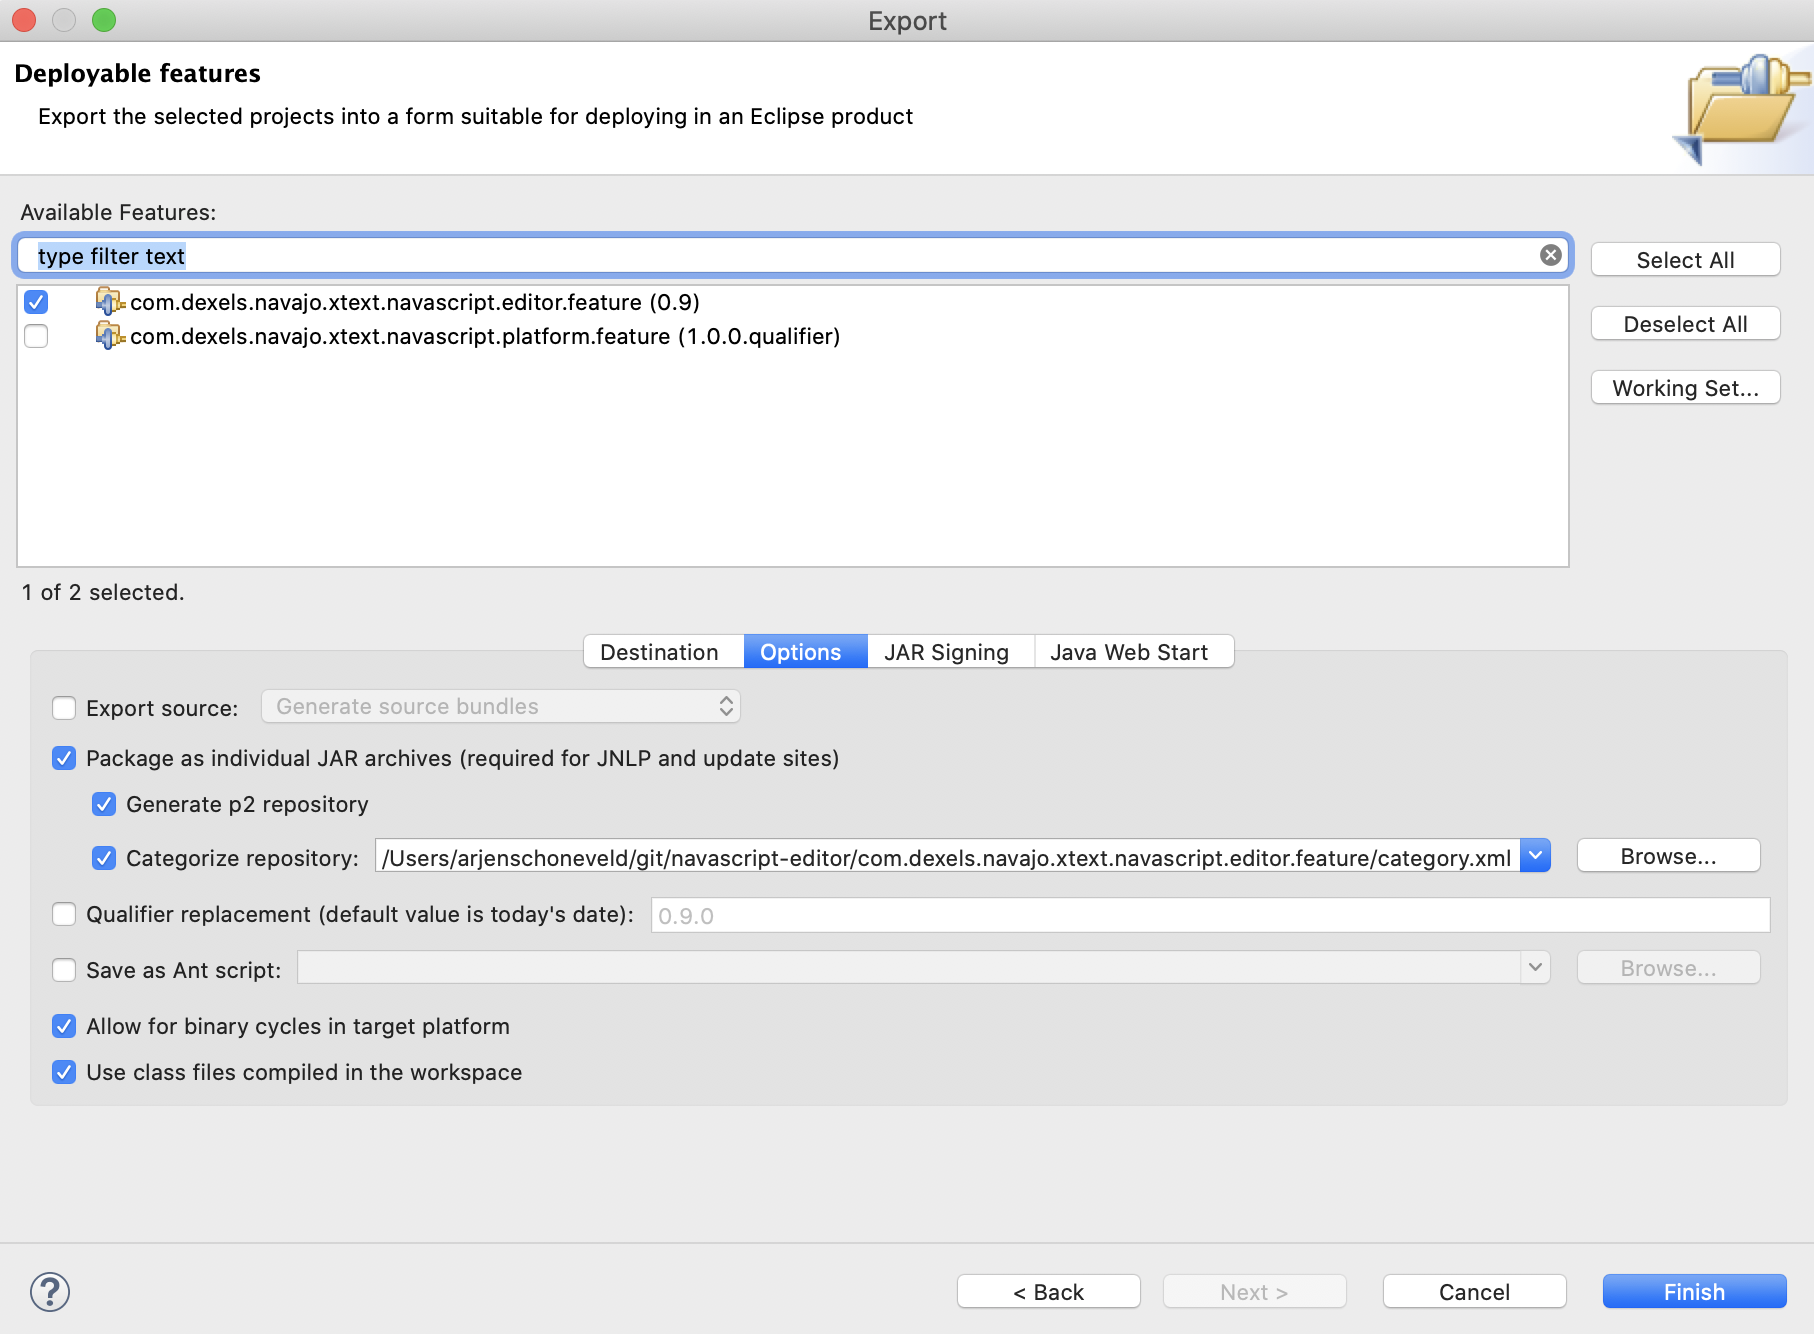 Export
Deployable features
Export the selected projects into a form suitable for deploying in an Eclipse product
Available Features:
type filter text
Select All
com.dexels.navajo.xtext.navascript.editor.feature (0.9)
com.dexels.navajo.xtext.navascript.platform.feature (1.0.0.qualifier)
Deselect All
Working Set...
1 of 2 selected.
Destination Options JAR Signing Java Web Start
Export source: Generate source bundles
Package as individual JAR archives (required for JNLP and update sites)
Generate p2 repository
Categorize repository: /Users/arjenschoneveld/git/navascript-editor/com.dexels.navajo.xtext.navascript.editor.feature/category.xml Browse...
Qualifier replacement (default value is today's date): 0.9.0
Save as Ant script: Browse...
Allow for binary cycles in target platform
Use class files compiled in the workspace
? < Back Next > Cancel Finish